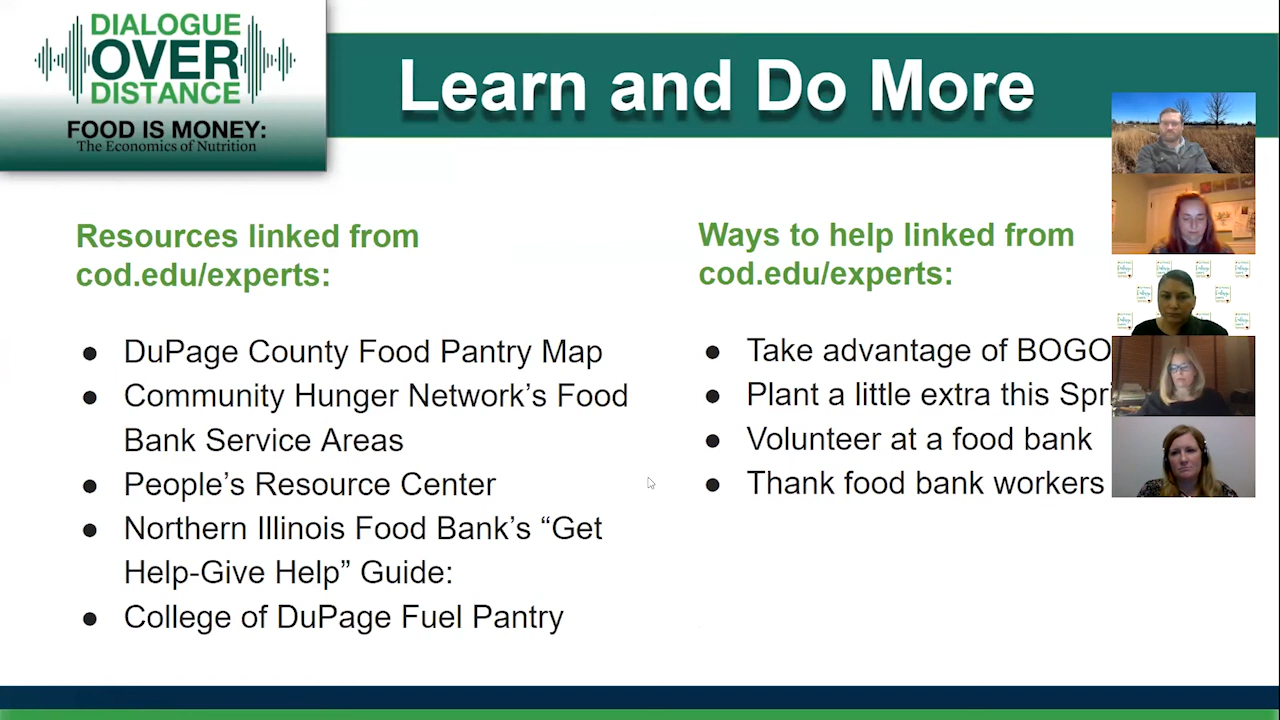 DIALOGUE
OVER
DISTANCE
FOOD IS MONEY:
The Economics of Nutrition
Learn and Do More
Resources linked from
cod.edu/experts:
● DuPage County Food Pantry Map
● Community Hunger Network’s Food
Bank Service Areas
● People’s Resource Center
● Northern Illinois Food Bank’s “Get
Help-Give Help” Guide:
● College of DuPage Fuel Pantry
Ways to help linked from
cod.edu/experts:
● Take advantage of BOGO
● Plant a little extra this
● Volunteer at a food bank
● Thank food bank workers